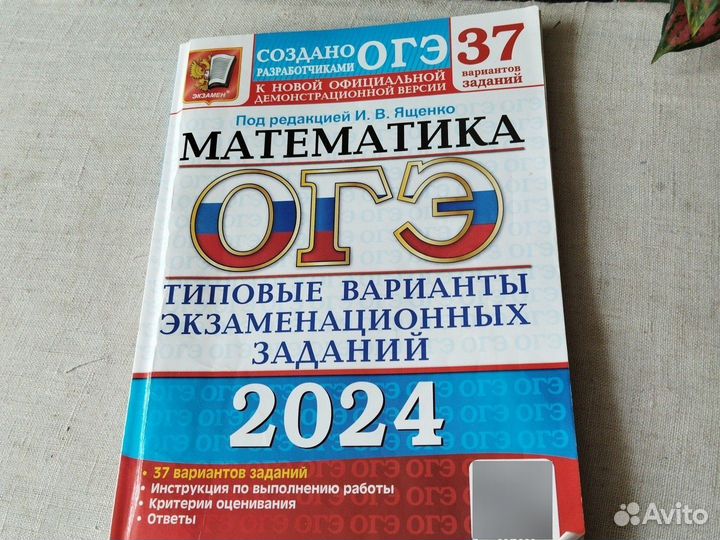 СОЗДАНО
РАЗРАБОТЧИКАМИ ОГЭ
К НОВОЙ ОФИЦИАЛЬНОЙ
ДЕМОНСТРАЦИОННОЙ ВЕРСИИ
37
вариантов
заданий
ЭКЗАМЕН
Под редакцией И. В. Ященко
МАТЕМАТИКА
ОГЭ
ТИПОВЫЕ ВАРИАНТЫ
ЭКЗАМЕНАЦИОННЫХ
ЗАДАНИЙ
2024
• 37 вариантов заданий
• Инструкция по выполнению работы
• Критерии оценивания
• Ответы
Avito